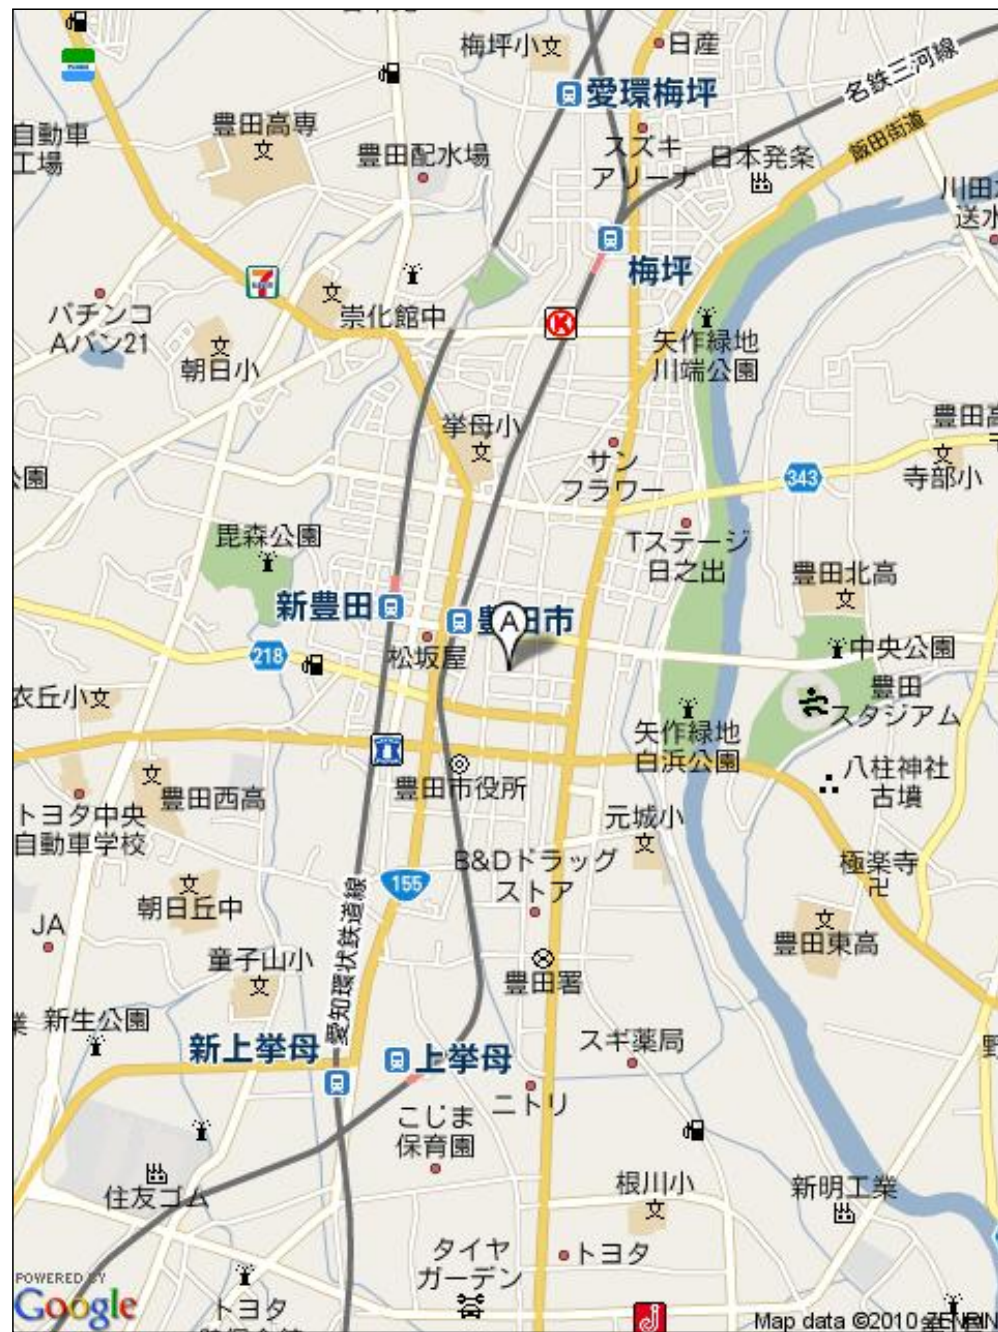 梅坪小
日産
愛環梅坪
名鉄三河線
豊田高専
スズキ
アリーナ
日本発条
飯田街道
自動車
工場
豊田配水場
川田
送水
梅坪
パチンコ
Aパン21
崇化館中
朝日小
矢作緑地
川端公園
挙母小
サン
フラワー
豊田高
寺部小
343
公園
毘森公園
Tステージ
日之出
豊田北高
新豊田
豊田市
A
218
松坂屋
中央公園
衣丘小
豊田
スタジアム
矢作緑地
白浜公園
豊田市役所
八柱神社
古墳
トヨタ中央
自動車学校
豊田西高
元城小
155
B&Dドラッグ
ストア
極楽寺
朝日丘中
JA
愛知環状鉄道線
豊田東高
童子山小
豊田署
新生公園
新上挙母
上挙母
スギ薬局
野
ニトリ
こじま
保育園
住友ゴム
根川小
新明工業
タイヤ
ガーデン
トヨタ
トヨタ
POWERED BY
Google
Map data ©2010 ZENRIN